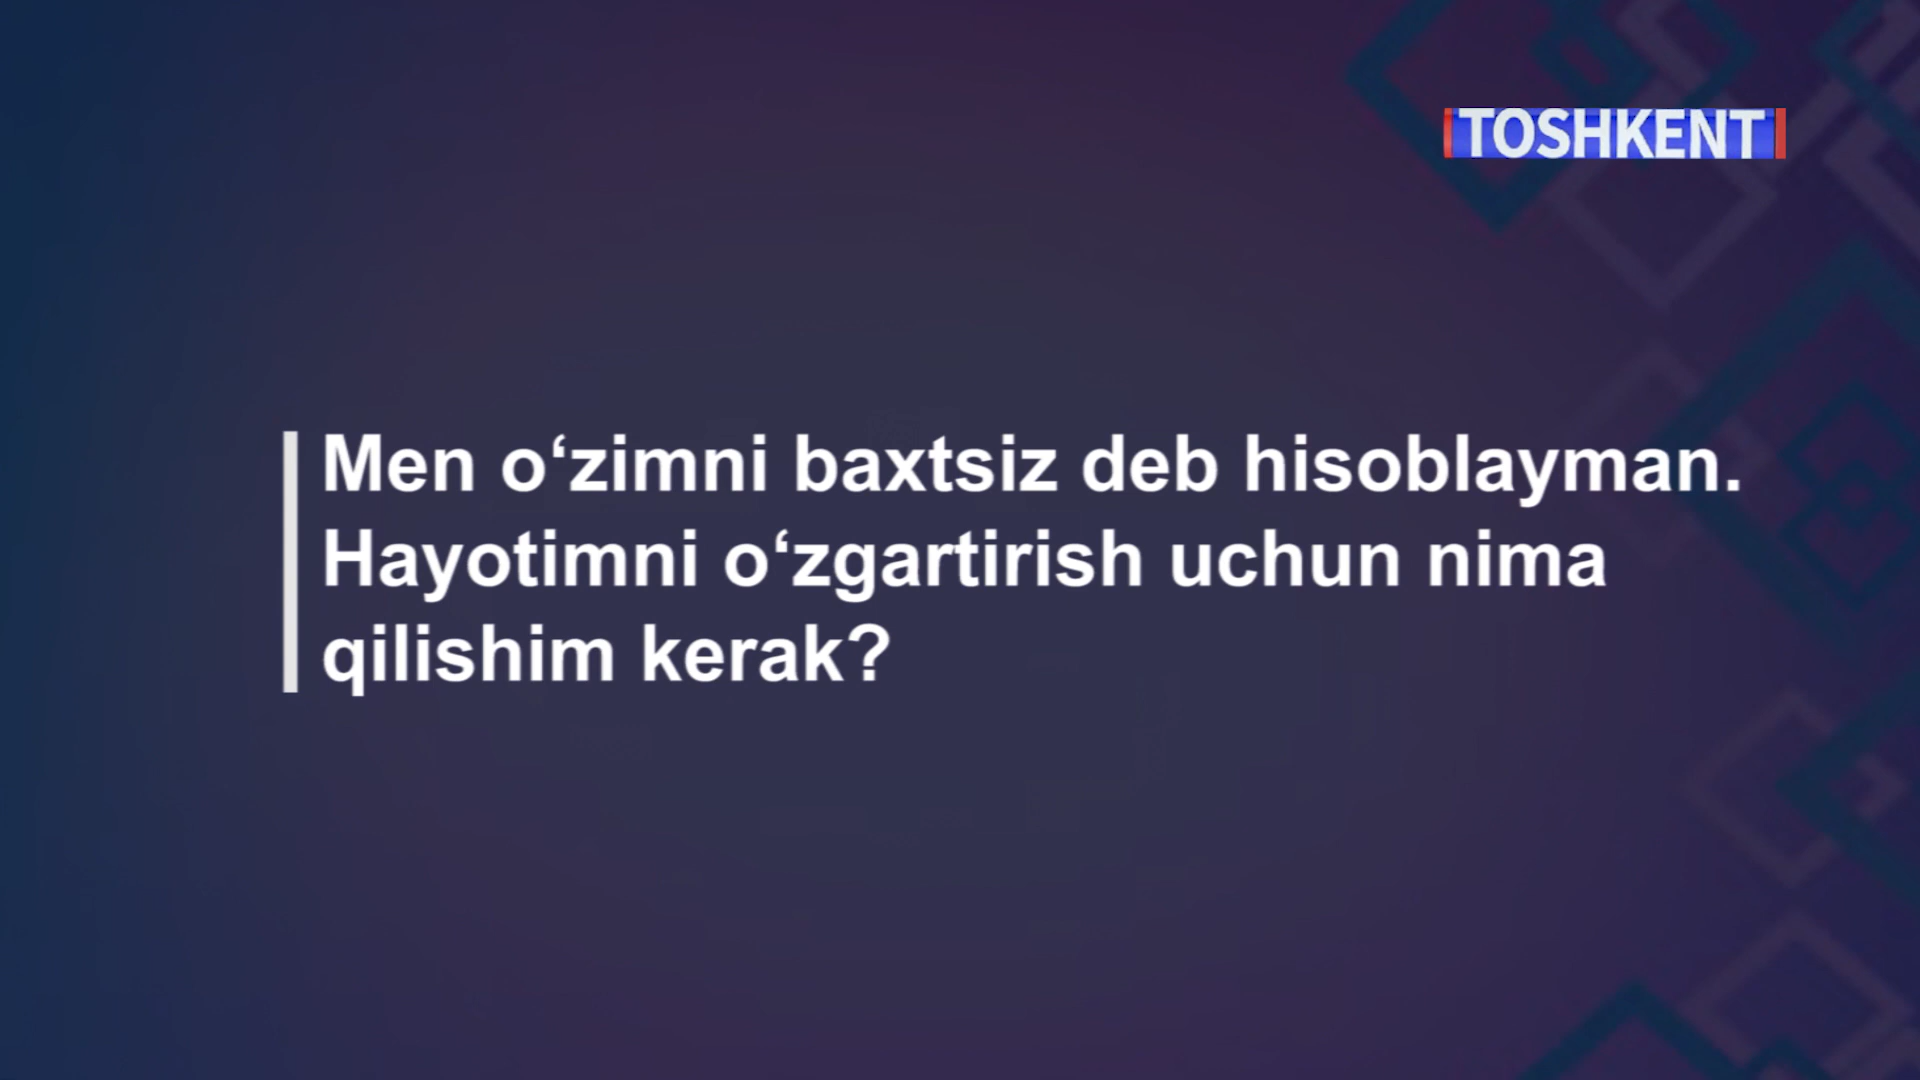 TOSHKENT
Men o‘zimni baxtsiz deb hisoblayman.
Hayotimni o‘zgartirish uchun nima
qilishim kerak?